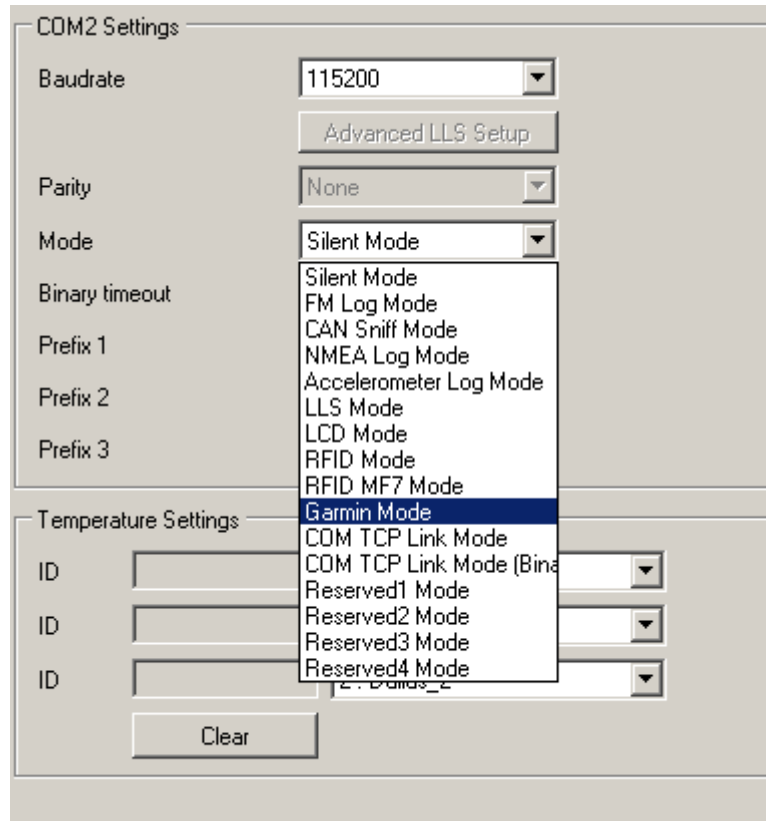 COM2 Settings
Baudrate 115200
Advanced LLS Setup
Parity None
Mode Silent Mode
Silent Mode
Binary timeout
FM Log Mode
CAN Sniff Mode
Prefix 1
NMEA Log Mode
Accelerometer Log Mode
Prefix 2
LLS Mode
LCD Mode
Prefix 3
RFID Mode
RFID MF7 Mode
Temperature Settings
Garmin Mode
COM TCP Link Mode
ID
COM TCP Link Mode (Bina
Reserved1 Mode
ID
Reserved2 Mode
Reserved3 Mode
ID
Reserved4 Mode
Clear